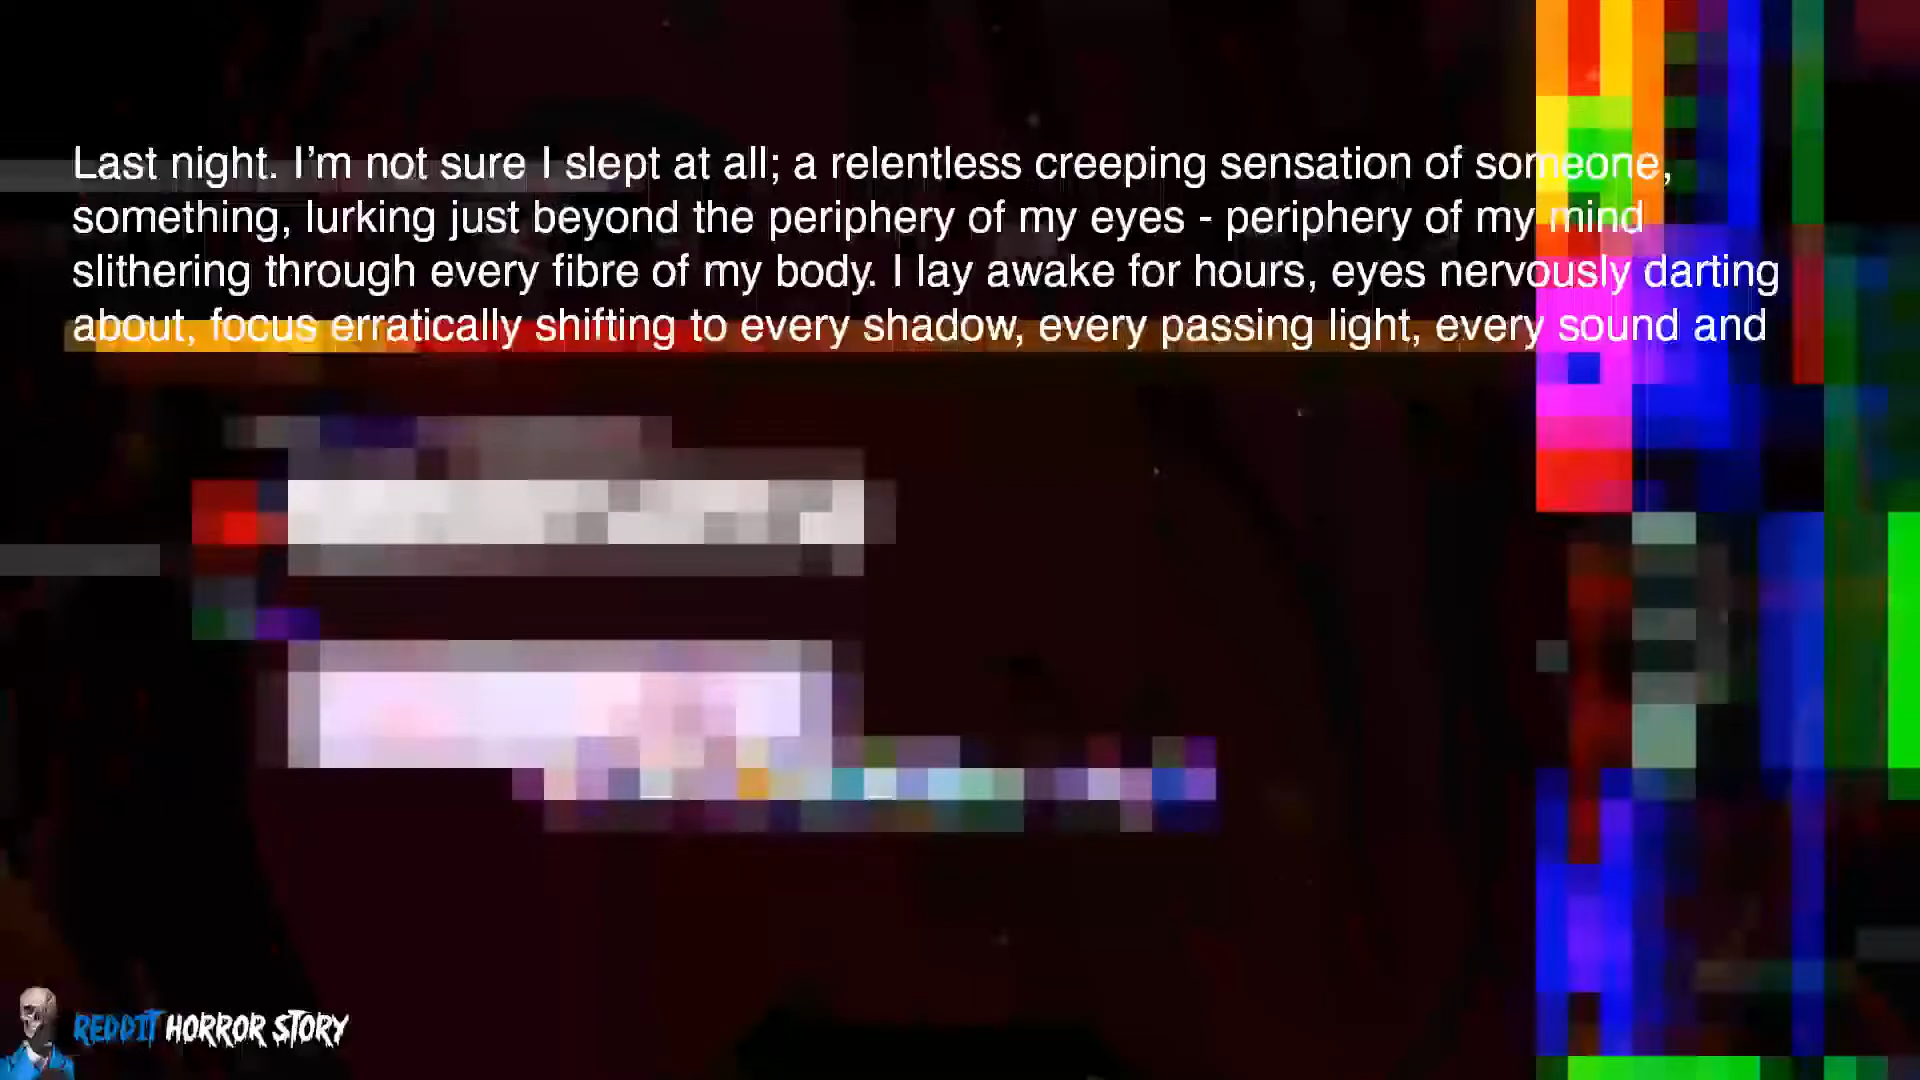 Last night. I’m not sure I slept at all; a relentless creeping sensation of someone,
something, lurking just beyond the periphery of my eyes - periphery of my mind
slithering through every fibre of my body. I lay awake for hours, eyes nervously darting
about, focus erratically shifting to every shadow, every passing light, every sound and
REDDIT HORROR STORY